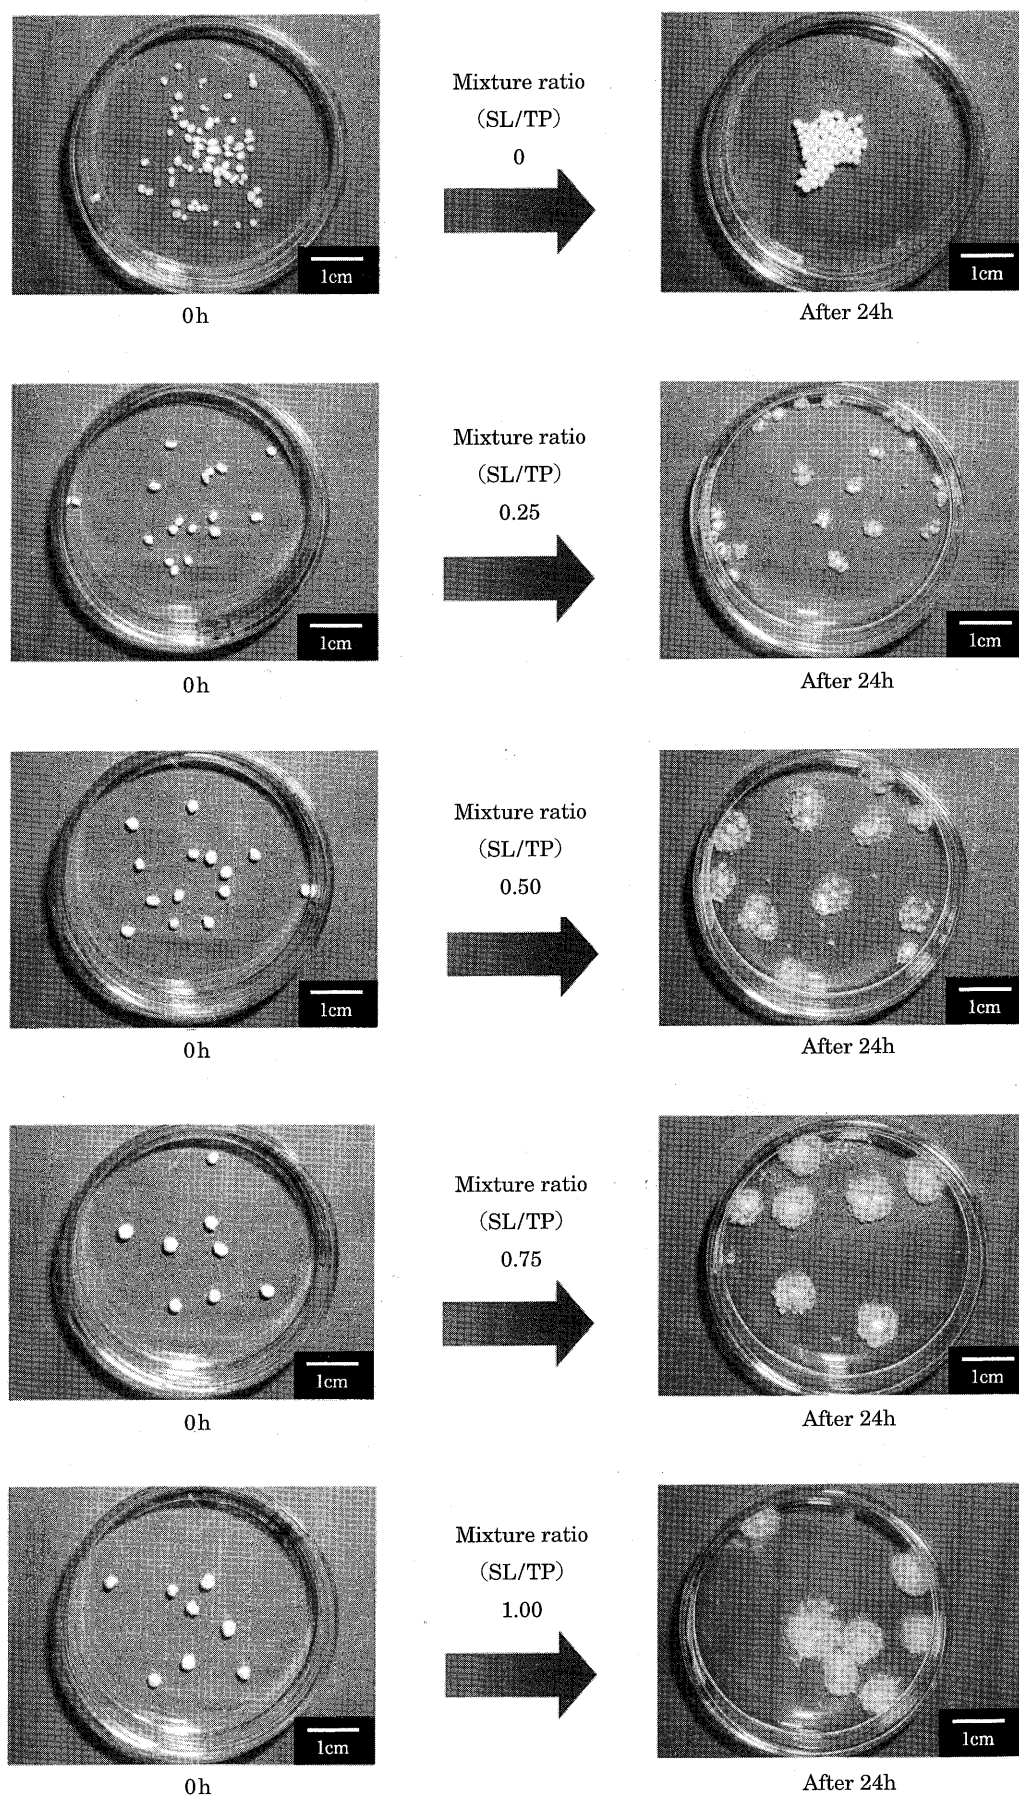 Mixture ratio
(SL/TP)
0
1cm
1cm
0h
After 24h
Mixture ratio
(SL/TP)
0.25
1cm
1cm
0h
After 24h
Mixture ratio
(SL/TP)
0.50
1cm
1cm
0h
After 24h
Mixture ratio
(SL/TP)
0.75
1cm
1cm
0h
After 24h
Mixture ratio
(SL/TP)
1.00
1cm
1cm
0h
After 24h